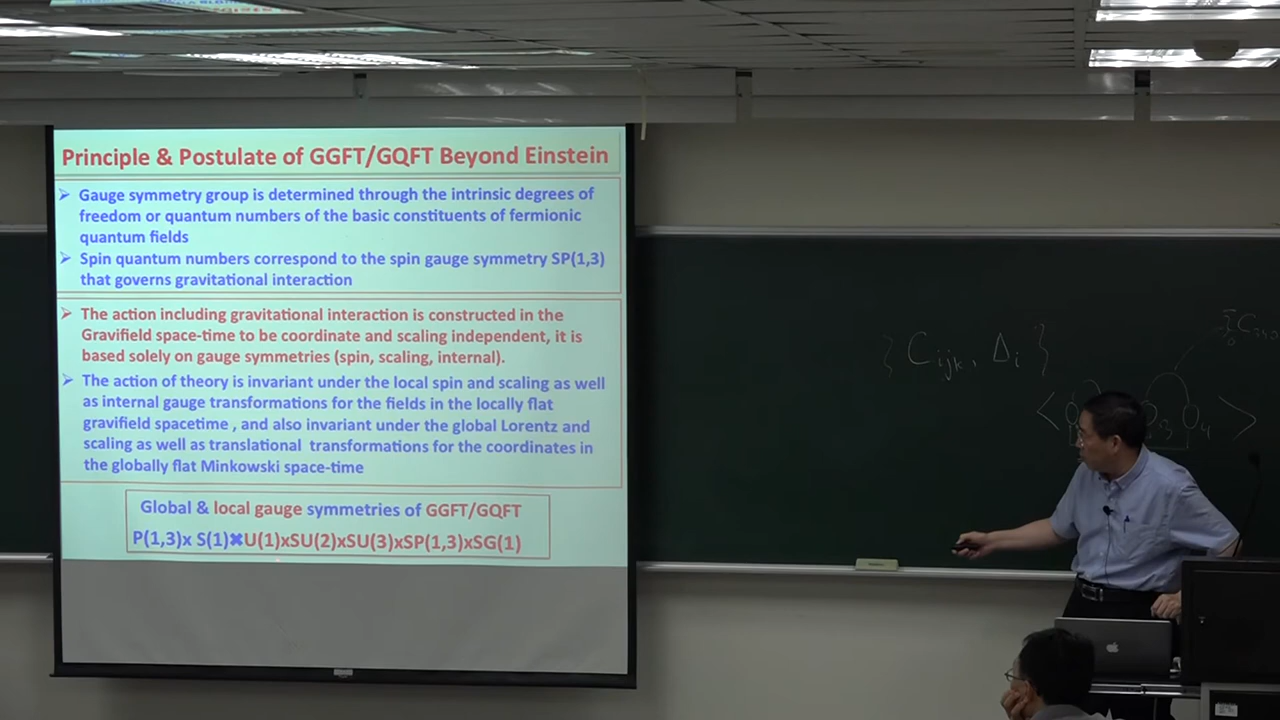 Principle & Postulate of GGFT/GQFT Beyond Einstein
➢ Gauge symmetry group is determined through the intrinsic degrees of
freedom or quantum numbers of the basic constituents of fermionic
quantum fields
➢ Spin quantum numbers correspond to the spin gauge symmetry SP(1,3)
that governs gravitational interaction
➢ The action including gravitational interaction is constructed in the
Gravifield space-time to be coordinate and scaling independent, it is
based solely on gauge symmetries (spin, scaling, internal).
➢ The action of theory is invariant under the local spin and scaling as well
as internal gauge transformations for the fields in the locally flat
gravifield spacetime , and also invariant under the global Lorentz and
scaling as well as translational transformations for the coordinates in
the globally flat Minkowski space-time
Global & local gauge symmetries of GGFT/GQFT
P(1,3)x S(1)✖U(1)xSU(2)xSU(3)xSP(1,3)xSG(1)
{ Cijk, Δi }